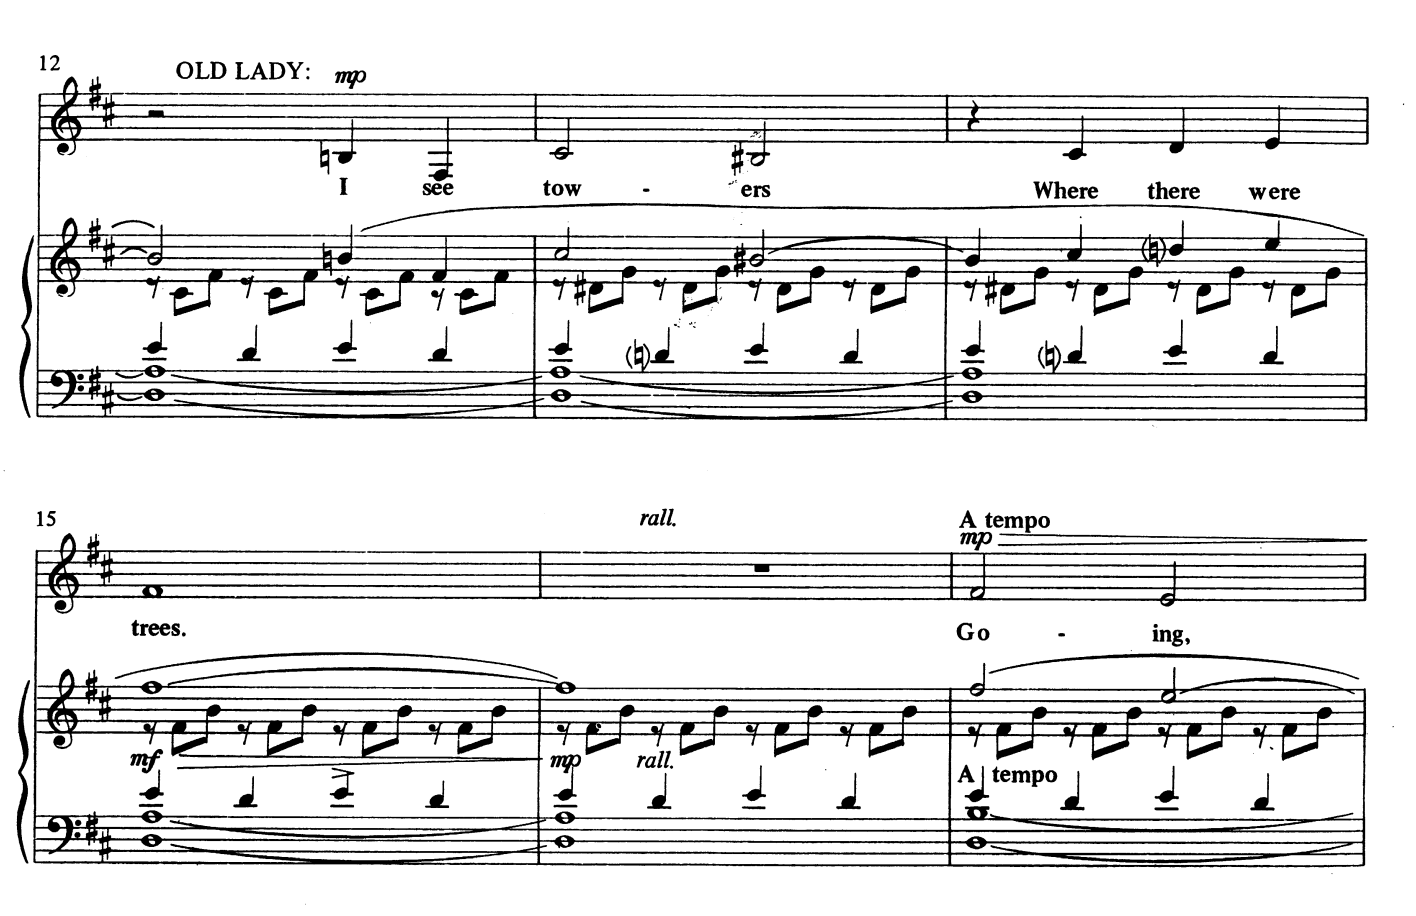 12
OLD LADY: mp
I see tow - ers Where there were
15
rall.
A tempo
mp
trees. Go - ing,
mf mp rall.
A tempo